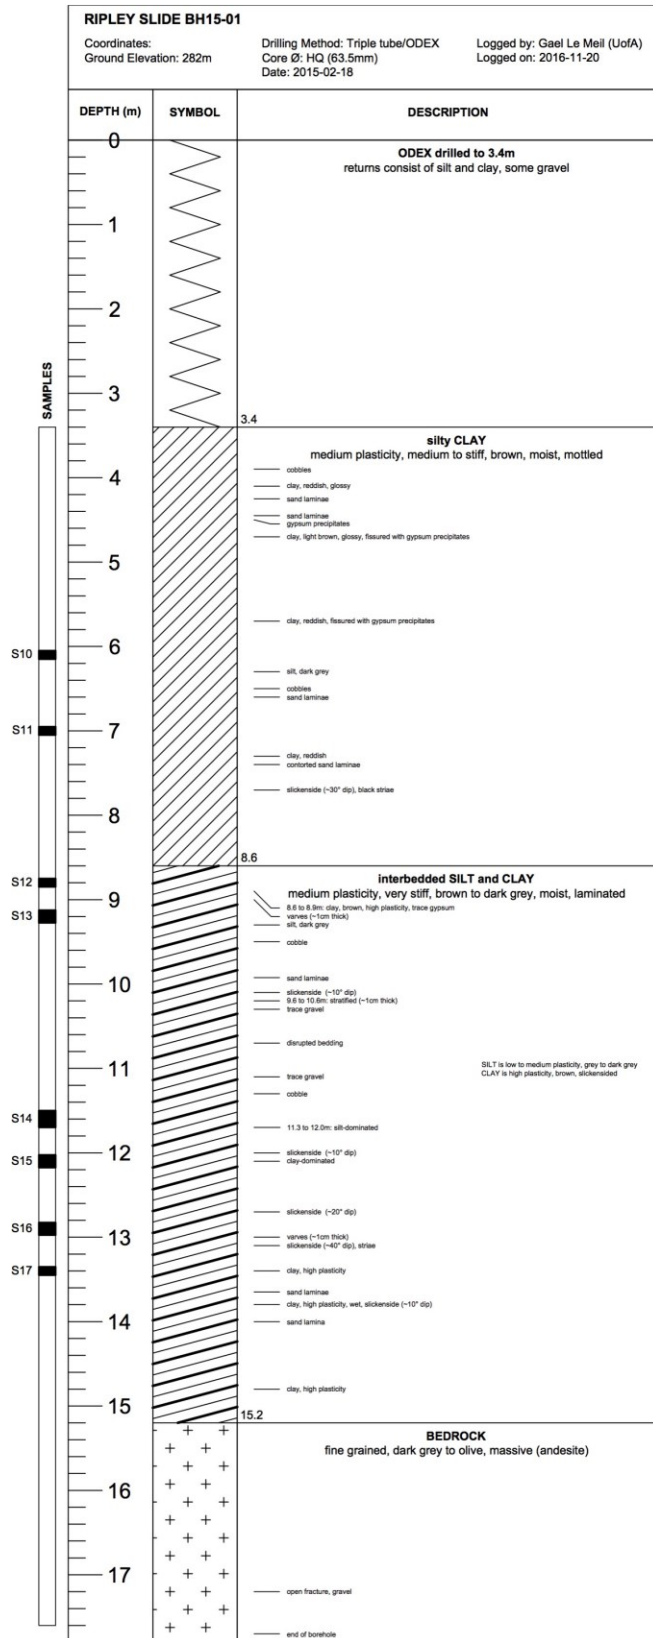 RIPLEY SLIDE BH15-01
Coordinates:
Ground Elevation: 282m
Drilling Method: Triple tube/ODEX
Core Ø: HQ (63.5mm)
Date: 2015-02-18
Logged by: Gael Le Meil (UofA)
Logged on: 2016-11-20
DEPTH (m)
SYMBOL
DESCRIPTION
SAMPLES
0
ODEX drilled to 3.4m
returns consist of silt and clay, some gravel
1
2
3
3.4
silty CLAY
medium plasticity, medium to stiff, brown, moist, mottled
cobbles
4
clay, reddish, glossy
sand laminae
sand laminae
gypsum precipitates
clay, light brown, glossy, fissured with gypsum precipitates
5
clay, reddish, fissured with gypsum precipitates
6
S10
silt, dark grey
cobbles
sand laminae
S11
7
clay, reddish
contorted sand laminae
slickenside (~30° dip), black striae
8
8.6
interbedded SILT and CLAY
medium plasticity, very stiff, brown to dark grey, moist, laminated
S12
9
8.6 to 8.9m: clay, brown, high plasticity, trace gypsum
S13
varves (~1cm thick)
silt, dark grey
cobble
sand laminae
10
slickenside (~10° dip)
9.6 to 10.6m: stratified (~1cm thick)
trace gravel
disrupted bedding
11
SILT is low to medium plasticity, grey to dark grey
CLAY is high plasticity, brown, slickensided
trace gravel
cobble
S14
11.3 to 12.0m: silt-dominated
12
slickenside (~10° dip)
S15
clay-dominated
slickenside (~20° dip)
S16
13
varves (~1cm thick)
slickenside (~40° dip), striae
S17
clay, high plasticity
sand laminae
clay, high plasticity, wet, slickenside (~10° dip)
14
sand lamina
clay, high plasticity
15
15.2
BEDROCK
fine grained, dark grey to olive, massive (andesite)
16
17
open fracture, gravel
end of borehole